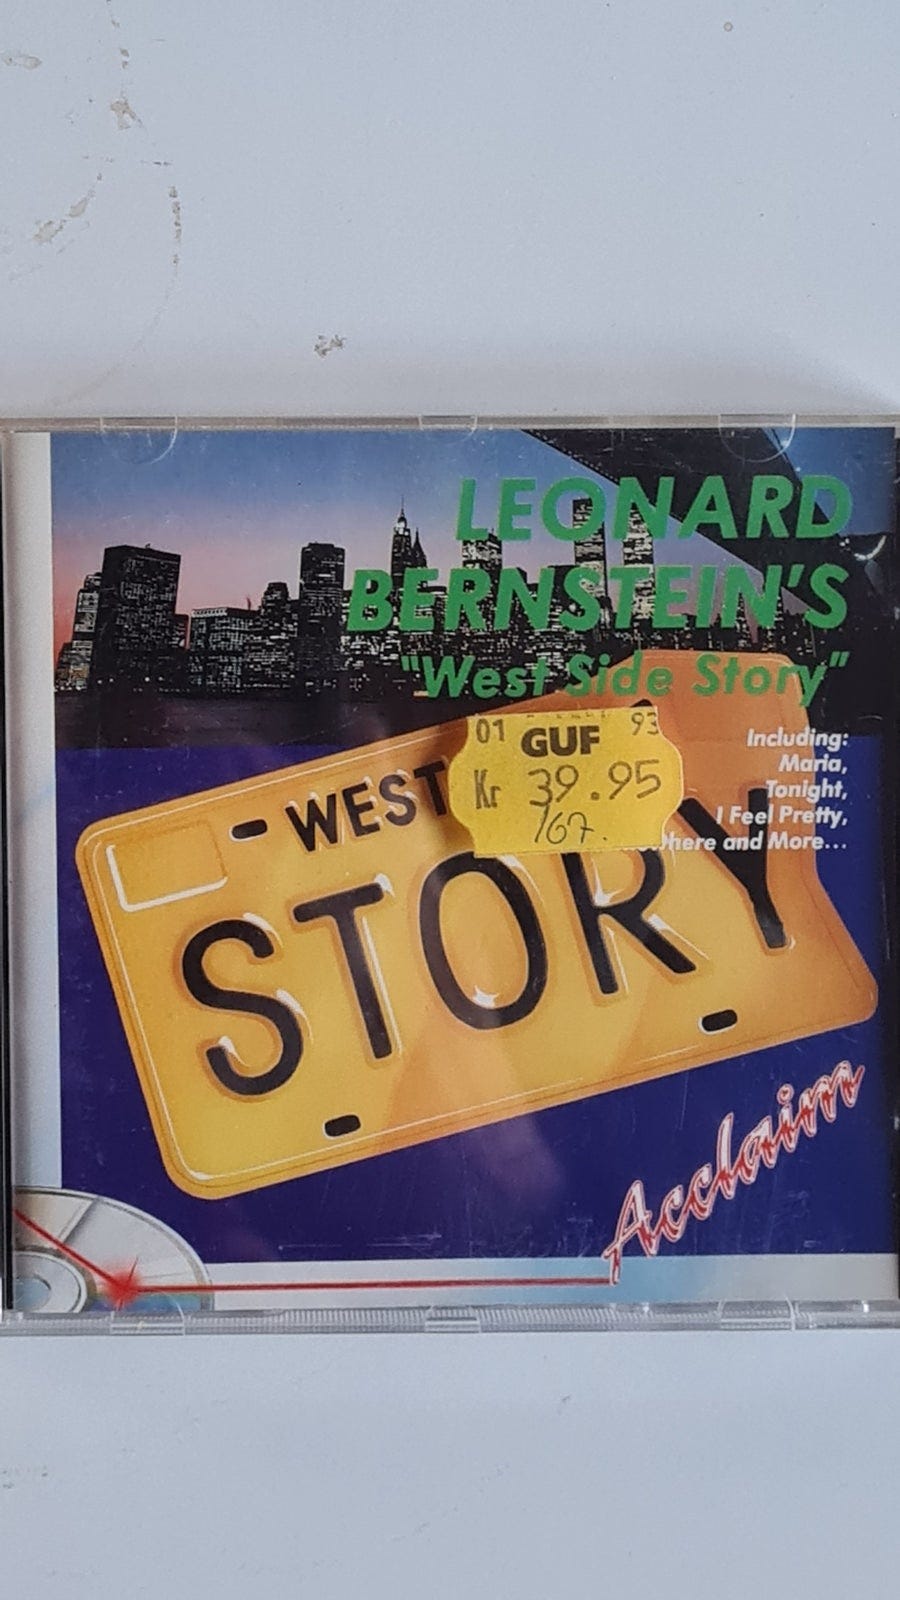 LEONARD
BERNSTEIN'S
"West Side Story"
01 93
GUF
Kr 39.95
167.
Including:
Maria,
Tonight,
I Feel Pretty,
and More...
WEST
STORY
Acclaim